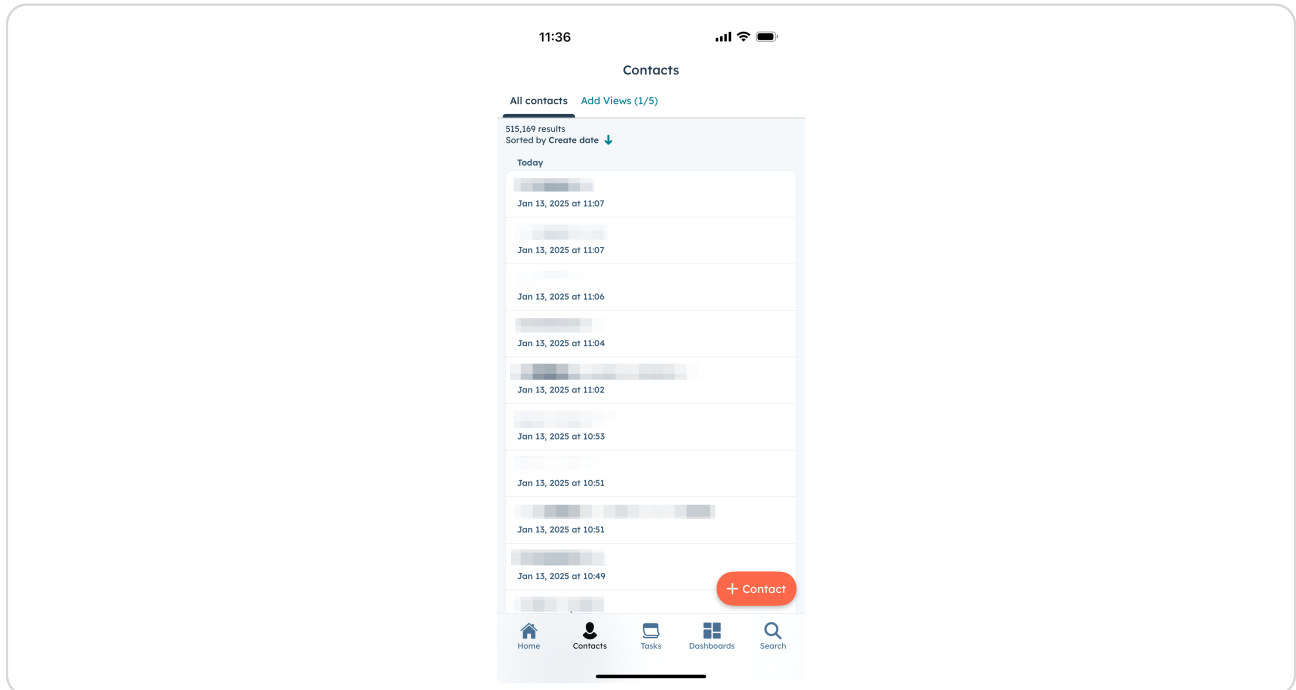 11:36
Contacts
All contacts Add Views (1/5)
515,169 results
Sorted by Create date
Today
Jan 13, 2025 at 11:07
Jan 13, 2025 at 11:07
Jan 13, 2025 at 11:06
Jan 13, 2025 at 11:04
Jan 13, 2025 at 11:02
Jan 13, 2025 at 10:53
Jan 13, 2025 at 10:51
Jan 13, 2025 at 10:51
Jan 13, 2025 at 10:49
+ Contact
Home Contacts Tasks Dashboards Search